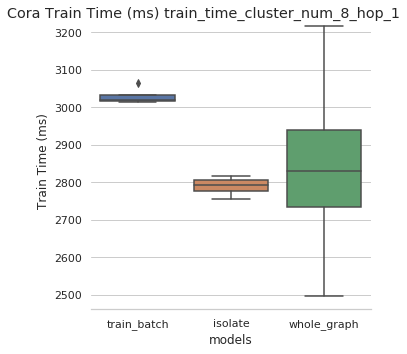 Cora Train Time (ms) train_time_cluster_num_8_hop_1
3200
3100
3000
2900
2800
2700
2600
2500
Train Time (ms)
train_batch
isolate
whole_graph
models